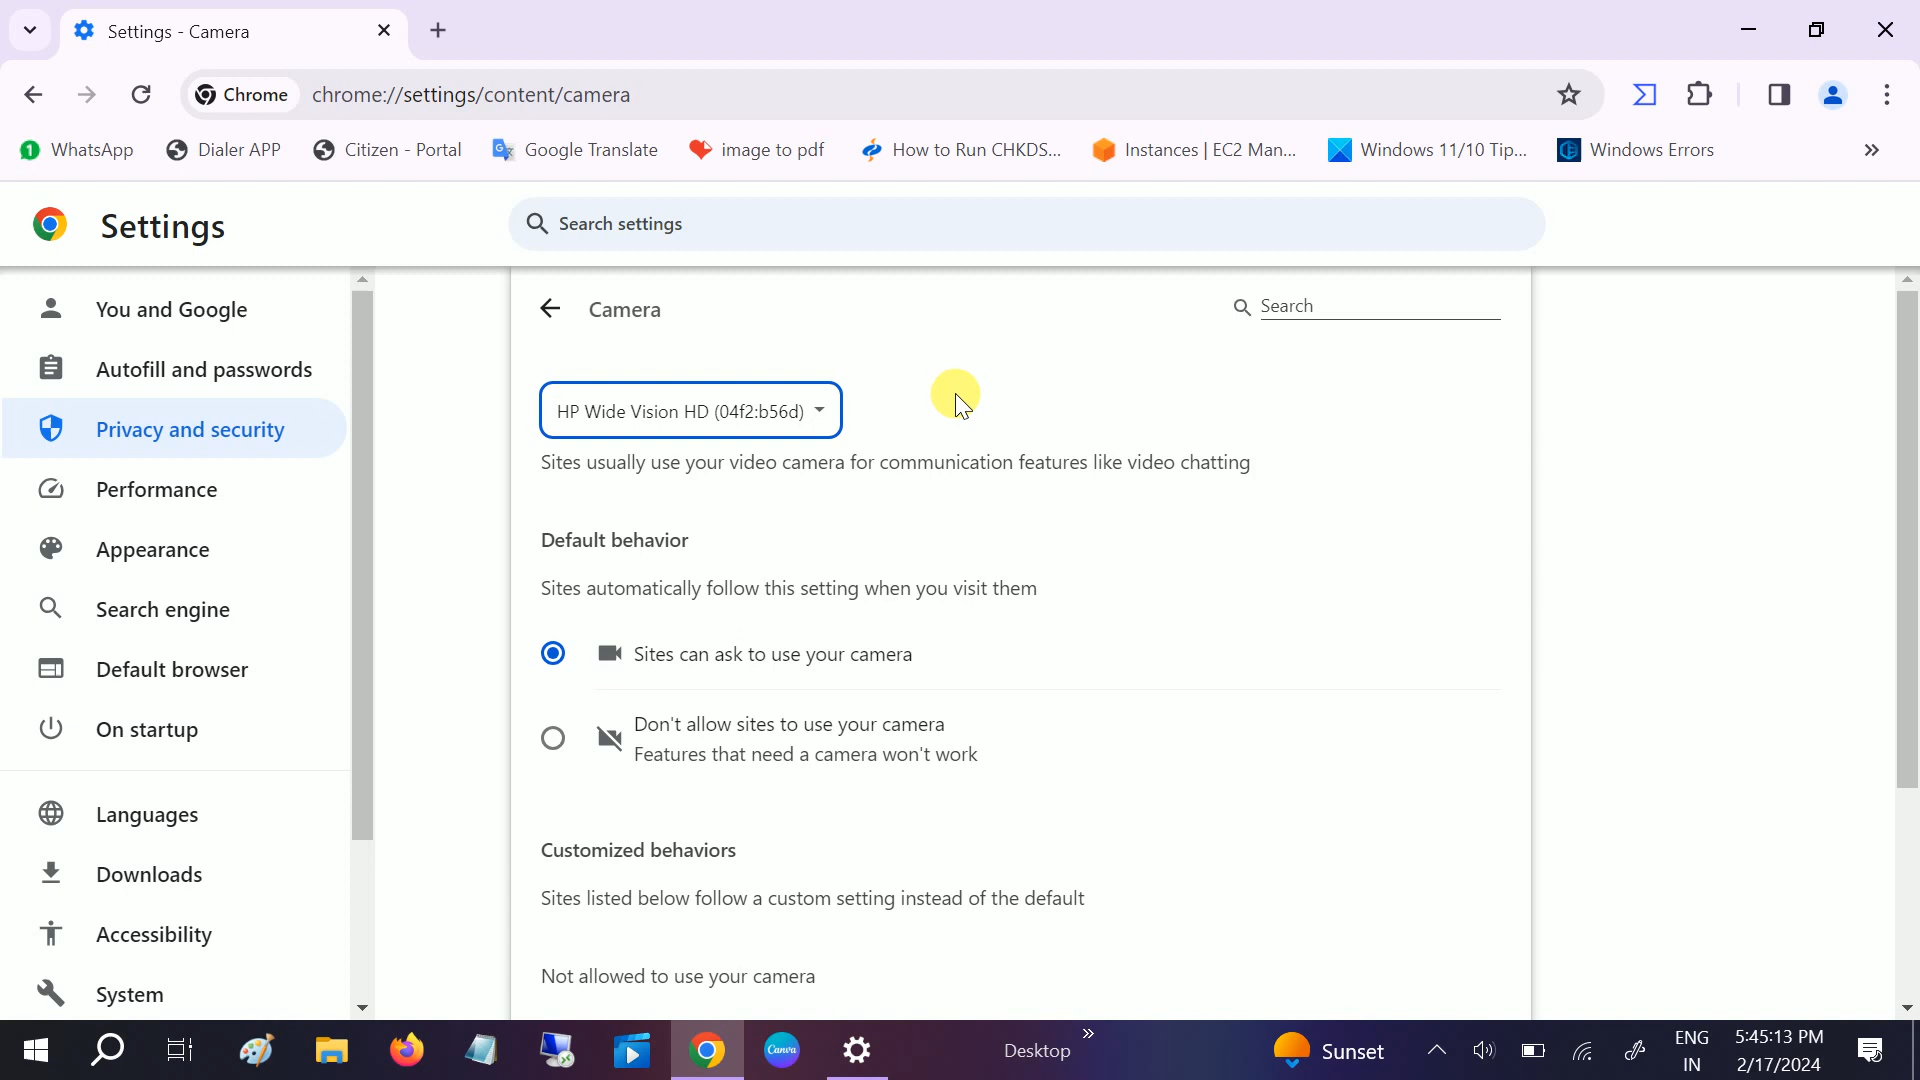 Settings - Camera
Chrome chrome://settings/content/camera
1 WhatsApp Dialer APP Citizen - Portal Google Translate image to pdf How to Run CHKDS... Instances | EC2 Man... Windows 11/10 Tip... Windows Errors »
Settings
Search settings
You and Google
Autofill and passwords
Privacy and security
Performance
Appearance
Search engine
Default browser
On startup
Languages
Downloads
Accessibility
System
Camera
Search
HP Wide Vision HD (04f2:b56d)
Sites usually use your video camera for communication features like video chatting
Default behavior
Sites automatically follow this setting when you visit them
Sites can ask to use your camera
Don't allow sites to use your camera
Features that need a camera won't work
Customized behaviors
Sites listed below follow a custom setting instead of the default
Not allowed to use your camera
Canva
Desktop »
Sunset
ENG
IN
5:45:13 PM
2/17/2024